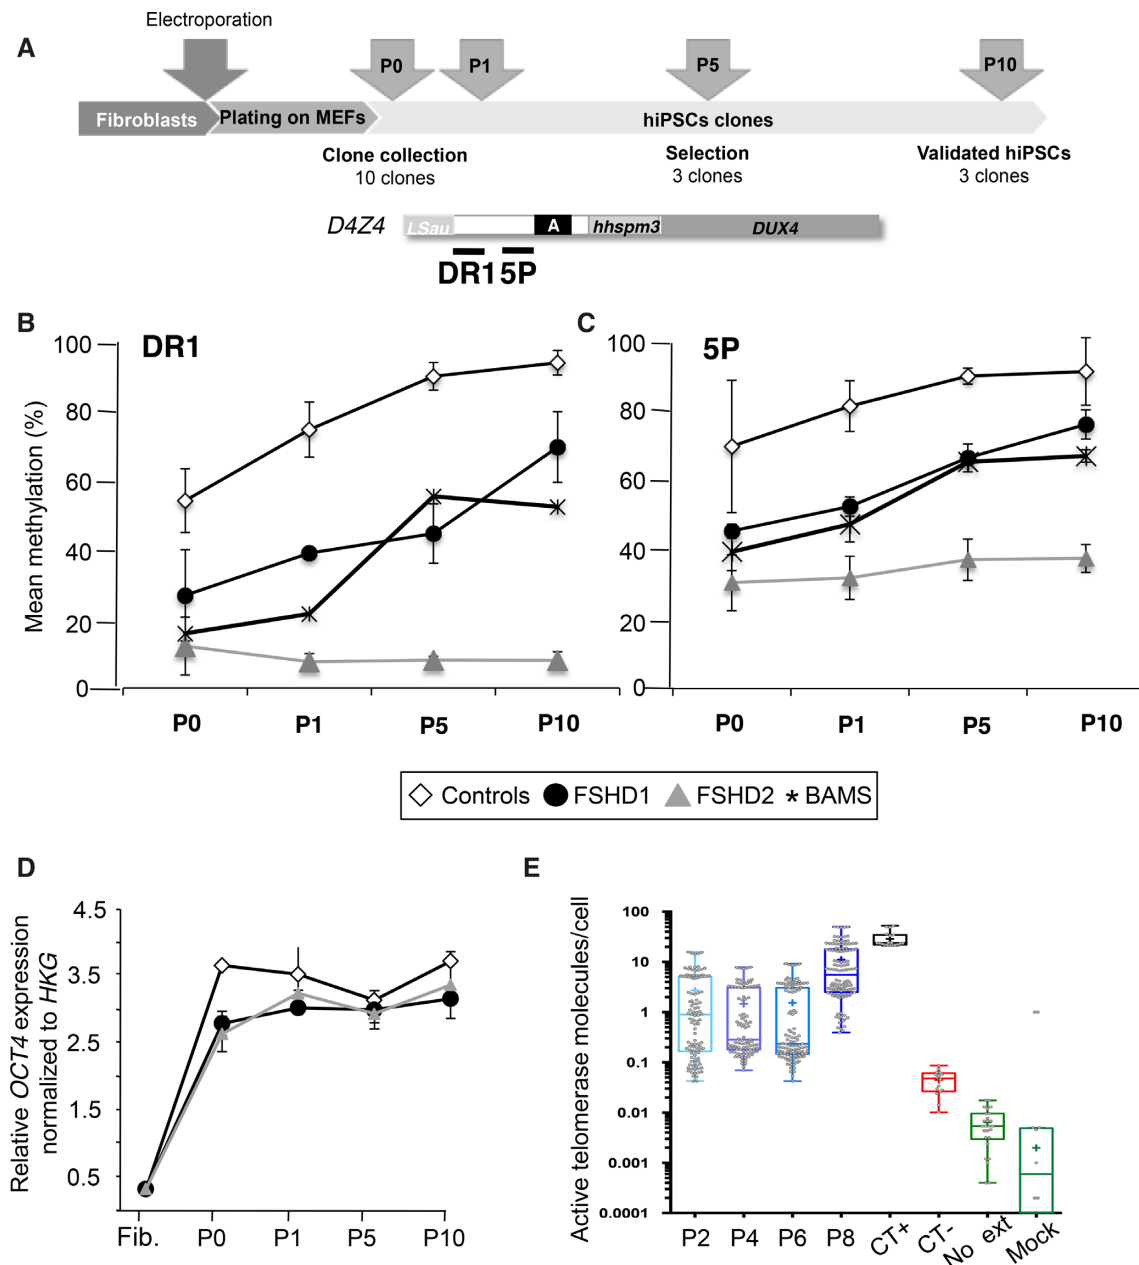 Electroporation
A
P0
P1
P5
P10
Fibroblasts
Plating on MEFs
hiPSCs clones
Clone collection
10 clones
Selection
3 clones
Validated hiPSCs
3 clones
D4Z4
LSau
A
hhspm3
DUX4
DR1 5P
B
DR1
Mean methylation (%)
100
80
60
40
20
0
P0
P1
P5
P10
C
5P
100
80
60
40
20
0
P0
P1
P5
P10
Controls
FSHD1
FSHD2
* BAMS
D
Relative OCT4 expression
normalized to HKG
4.5
3.5
2.5
1.5
0.5
Fib.
P0
P1
P5
P10
E
Active telomerase molecules/cell
100
10
1
0.1
0.01
0.001
0.0001
P2
P4
P6
P8
CT+
CT-
No ext
Mock